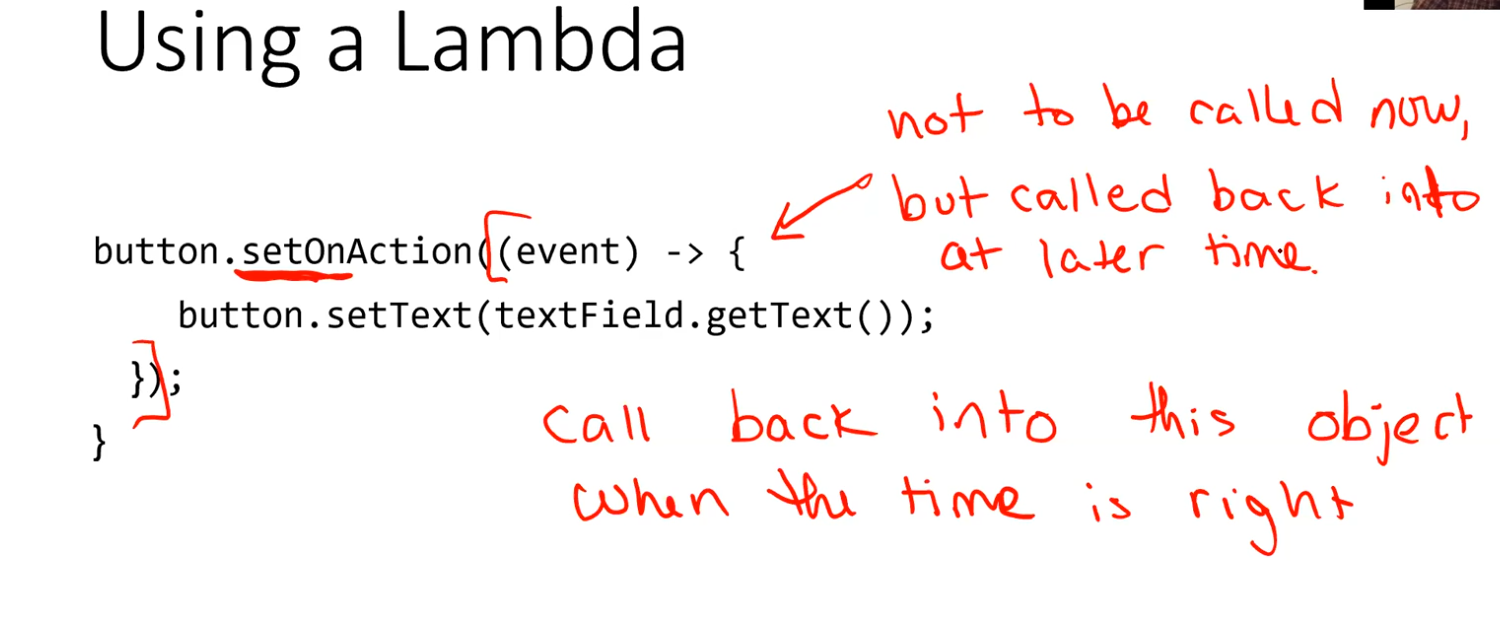 Using a Lambda
not to be called now,
but called back into
at later time.
button.setOnAction((event) -> {
button.setText(textField.getText());
});
}
call back into this object
when the time is right